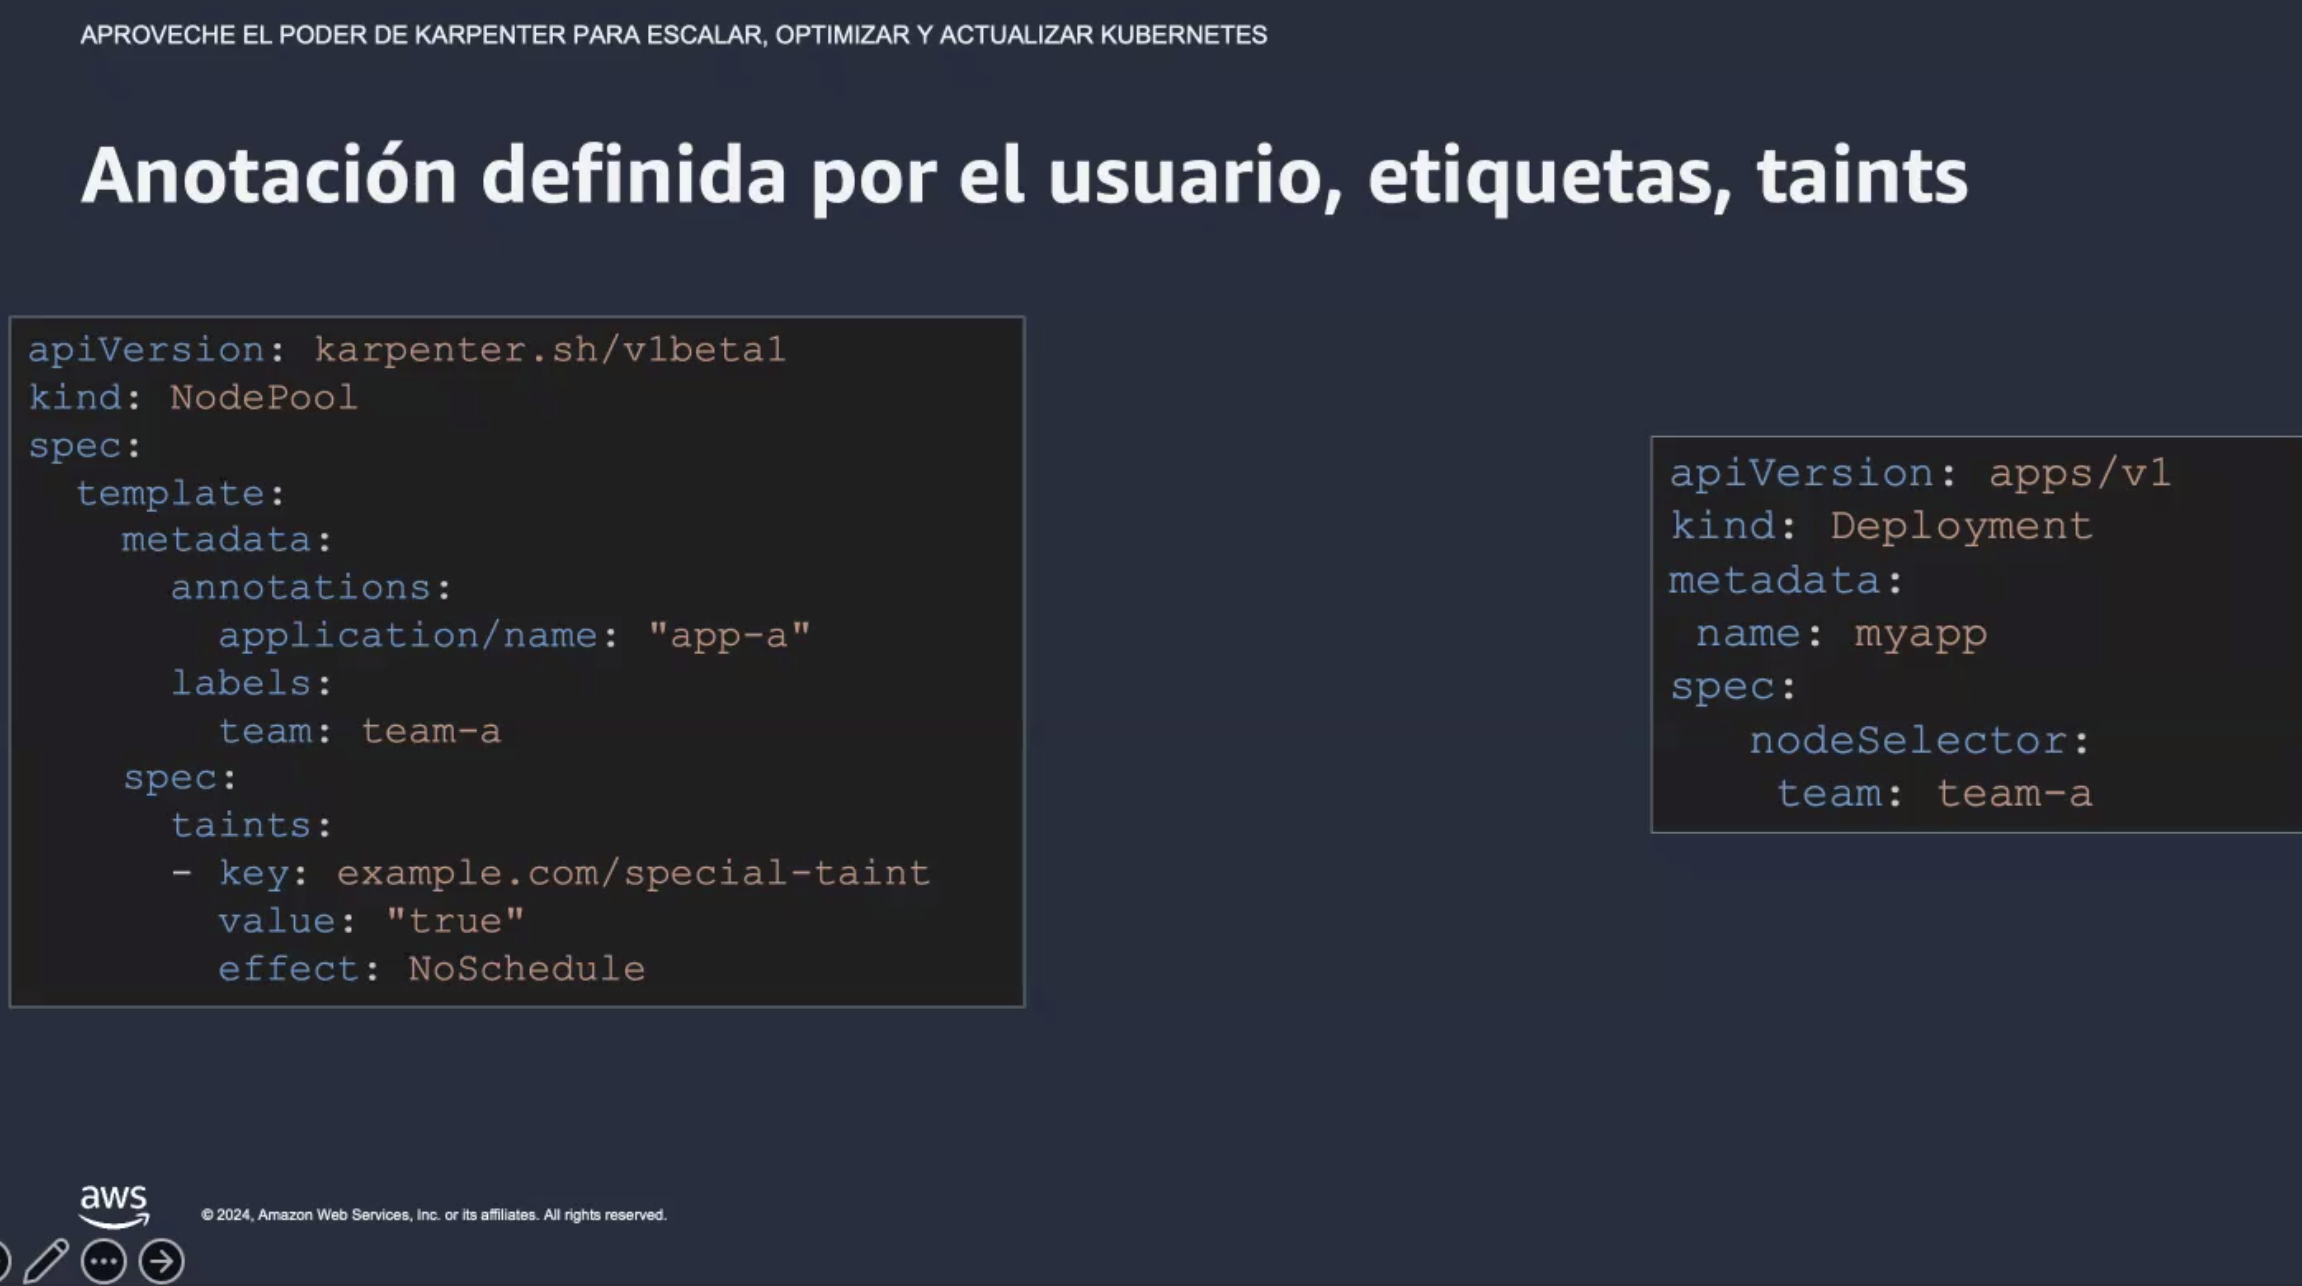 APROVECHE EL PODER DE KARPENTER PARA ESCALAR, OPTIMIZAR Y ACTUALIZAR KUBERNETES
Anotación definida por el usuario, etiquetas, taints
apiVersion: karpenter.sh/v1beta1
kind: NodePool
spec:
  template:
    metadata:
      annotations:
        application/name: "app-a"
      labels:
        team: team-a
    spec:
      taints:
      - key: example.com/special-taint
        value: "true"
        effect: NoSchedule
apiVersion: apps/v1
kind: Deployment
metadata:
 name: myapp
spec:
   nodeSelector:
    team: team-a
aws
© 2024, Amazon Web Services, Inc. or its affiliates. All rights reserved.